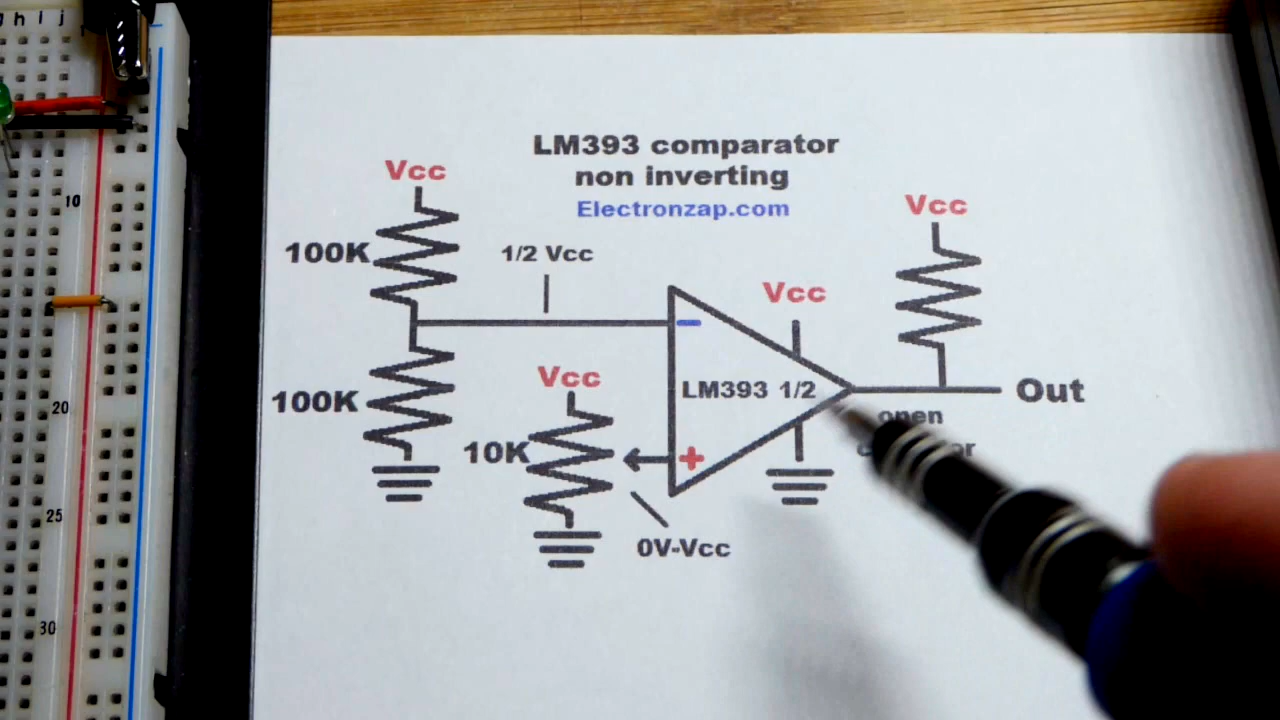 h i j
10
20
25
30
LM393 comparator
non inverting
Electronzap.com
Vcc
100K
1/2 Vcc
Vcc
Vcc
LM393 1/2
100K
Vcc
10K
0V-Vcc
Out
open